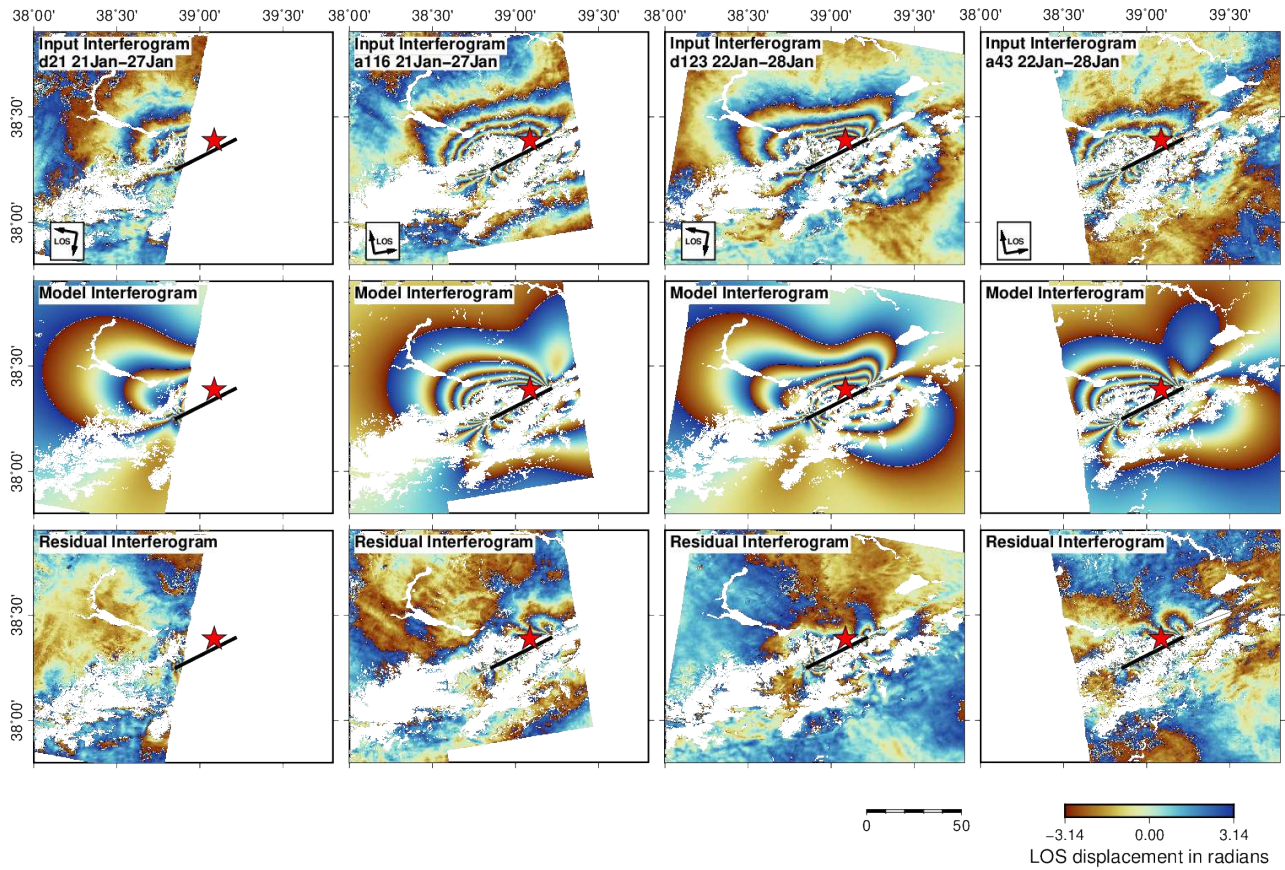 38°00' 38°30' 39°00' 39°30' 38°00' 38°30' 39°00' 39°30' 38°00' 38°30' 39°00' 39°30' 38°00' 38°30' 39°00' 39°30'
Input Interferogram
d21 21Jan−27Jan
Input Interferogram
a116 21Jan−27Jan
Input Interferogram
d123 22Jan−28Jan
Input Interferogram
a43 22Jan−28Jan
38°30'
38°00'
LOS
LOS
LOS
LOS
Model Interferogram
Model Interferogram
Model Interferogram
Model Interferogram
38°30'
38°00'
Residual Interferogram
Residual Interferogram
Residual Interferogram
Residual Interferogram
38°30'
38°00'
0 50
−3.14 0.00 3.14
LOS displacement in radians